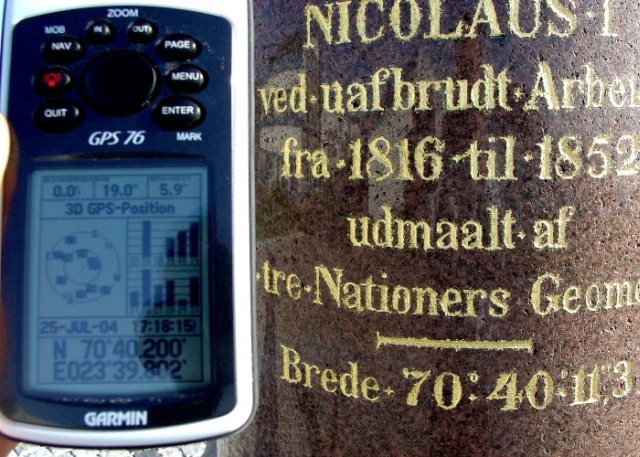 ZOOM
MOB
IN OUT
NAV PAGE
MENU
QUIT ENTER
GPS 76 MARK
0.0 19.0 5.9
3D GPS-Position
25-JUL-04 17:18:15
N 70°40.200'
E023°39.802'
GARMIN
NICOLAUS
ved·uafbrudt·Arbei
fra·1816·til·1852
udmaalt·af
tre·Nationers Geome
Brede·70°·40'·11",3